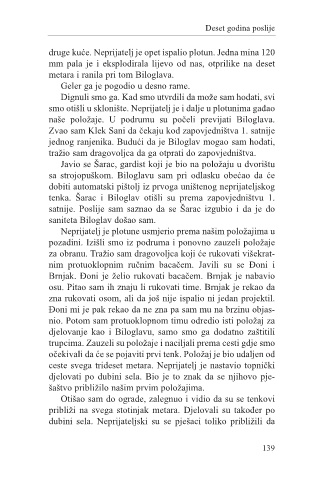 Deset godina poslije
druge kuće. Neprijatelj je opet ispalio plotun. Jedna mina 120
mm pala je i eksplodirala lijevo od nas, otprilike na deset
metara i ranila pri tom Biloglava.
Geler ga je pogodio u desno rame.
Dignuli smo ga. Kad smo utvrdili da može sam hodati, svi
smo otišli u sklonište. Neprijatelj je i dalje u plotunima gađao
naše položaje. U podrumu su počeli previjati Biloglava.
Zvao sam Klek Sani da čekaju kod zapovjedništva 1. satnije
jednog ranjenika. Budući da je Biloglav mogao sam hodati,
tražio sam dragovoljca da ga otprati do zapovjedništva.
Javio se Šarac, gardist koji je bio na položaju u dvorištu
sa strojopuškom. Biloglavu sam pri odlasku obećao da će
dobiti automatski pištolj iz prvoga uništenog neprijateljskog
tenka. Šarac i Biloglav otišli su prema zapovjedništvu 1.
satnije. Poslije sam saznao da se Šarac izgubio i da je do
saniteta Biloglav došao sam.
Neprijatelj je plotune usmjerio prema našim položajima u
pozadini. Izišli smo iz podruma i ponovno zauzeli položaje
za obranu. Tražio sam dragovoljca koji će rukovati višekrat-
nim protuoklopnim ručnim bacačem. Javili su se Đoni i
Brnjak. Đoni je želio rukovati bacačem. Brnjak je nabavio
osu. Pitao sam ih znaju li rukovati time. Brnjak je rekao da
zna rukovati osom, ali da još nije ispalio ni jedan projektil.
Đoni mi je pak rekao da ne zna pa sam mu na brzinu objas-
nio. Potom sam protuoklopnom timu odredio isti položaj za
djelovanje kao i Biloglavu, samo smo ga dodatno zaštitili
trupcima. Zauzeli su položaje i naciljali prema cesti gdje smo
očekivali da će se pojaviti prvi tenk. Položaj je bio udaljen od
ceste svega trideset metara. Neprijatelj je nastavio topnički
djelovati po dubini sela. Bio je to znak da se njihovo pje-
šaštvo približilo našim prvim položajima.
Otišao sam do ograde, zalegnuo i vidio da su se tenkovi
približi na svega stotinjak metara. Djelovali su također po
dubini sela. Neprijateljski su se pješaci toliko približili da
139